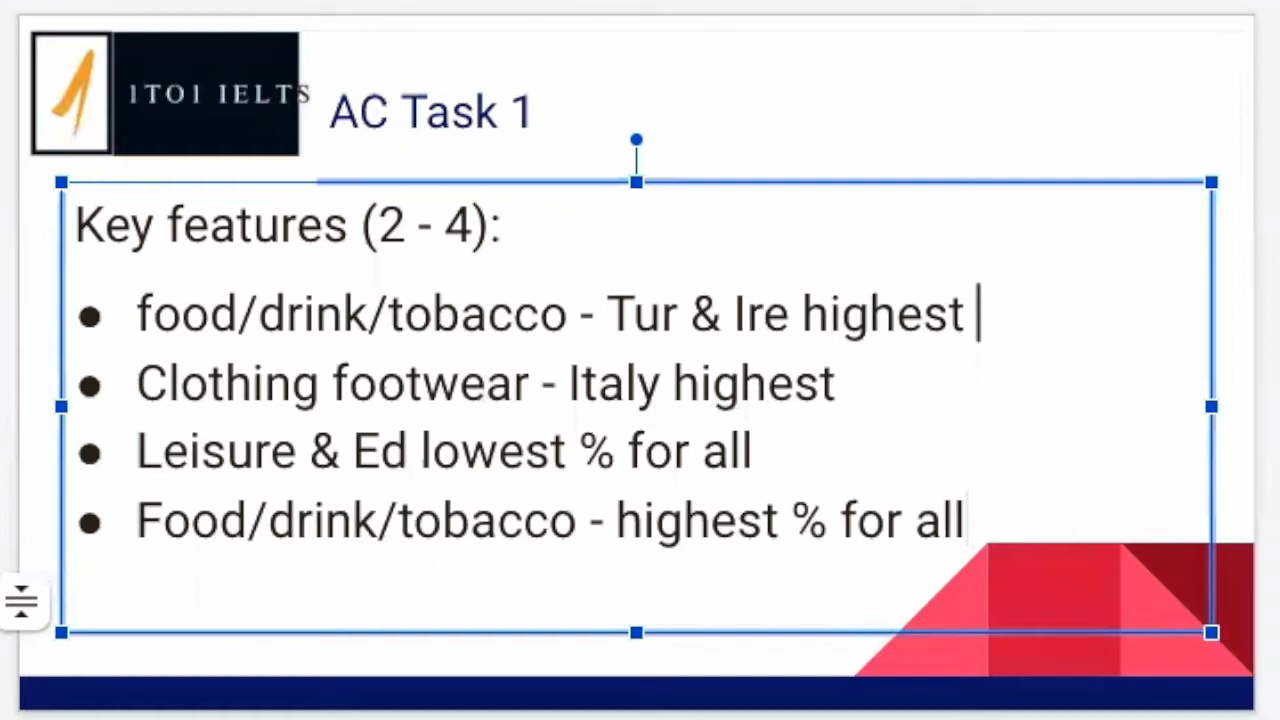 1TO1 IELTS
AC Task 1
Key features (2 - 4):
● food/drink/tobacco - Tur & Ire highest
● Clothing footwear - Italy highest
● Leisure & Ed lowest % for all
● Food/drink/tobacco - highest % for all